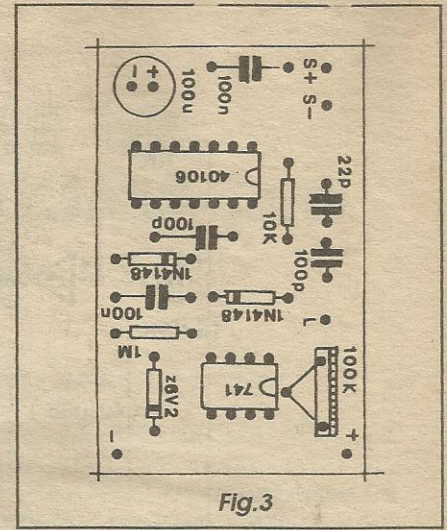 S+ S-
- +
100u
100n
22p
40106
10K
100p
100p
1N4148
1N4148
100n
L
1M
100K
z6V2
741
- +
Fig.3